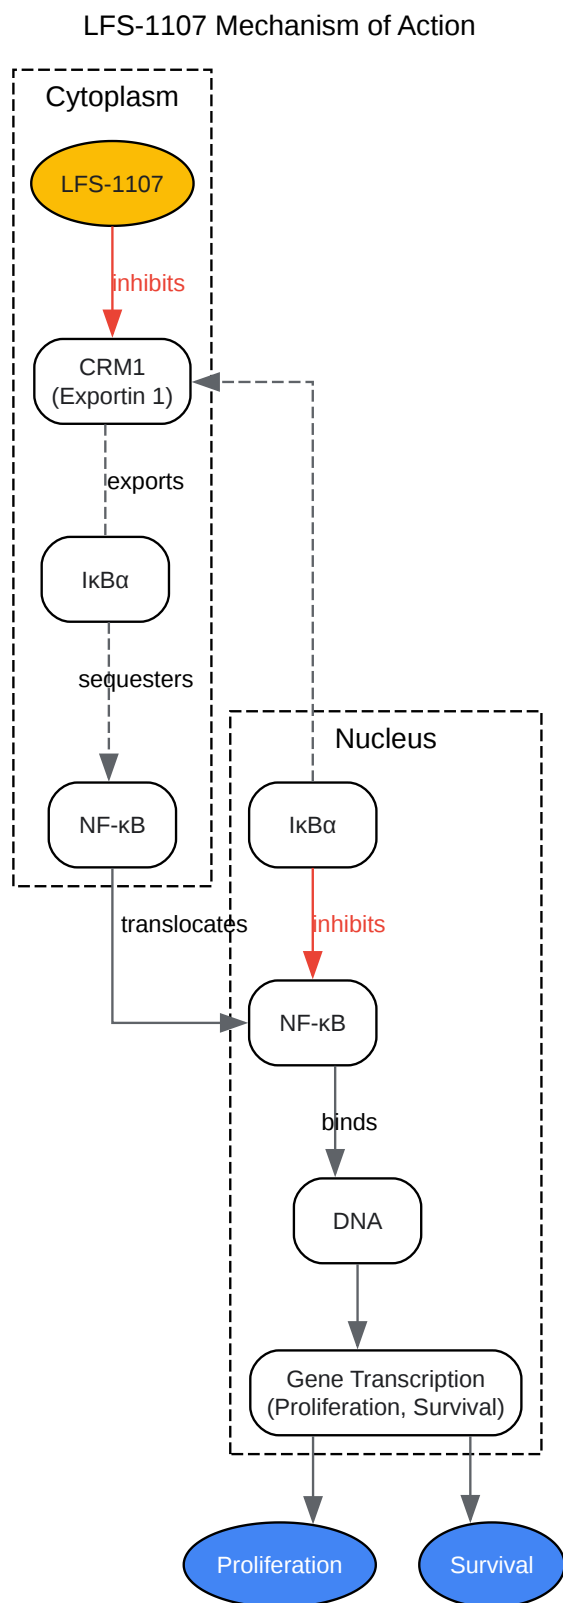 LFS-1107 Mechanism of Action
Cytoplasm
LFS-1107
inhibits
CRM1
(Exportin 1)
exports
IκBα
sequesters
Nucleus
NF-κB
IκBα
translocates
inhibits
NF-κB
binds
DNA
Gene Transcription
(Proliferation, Survival)
Proliferation
Survival